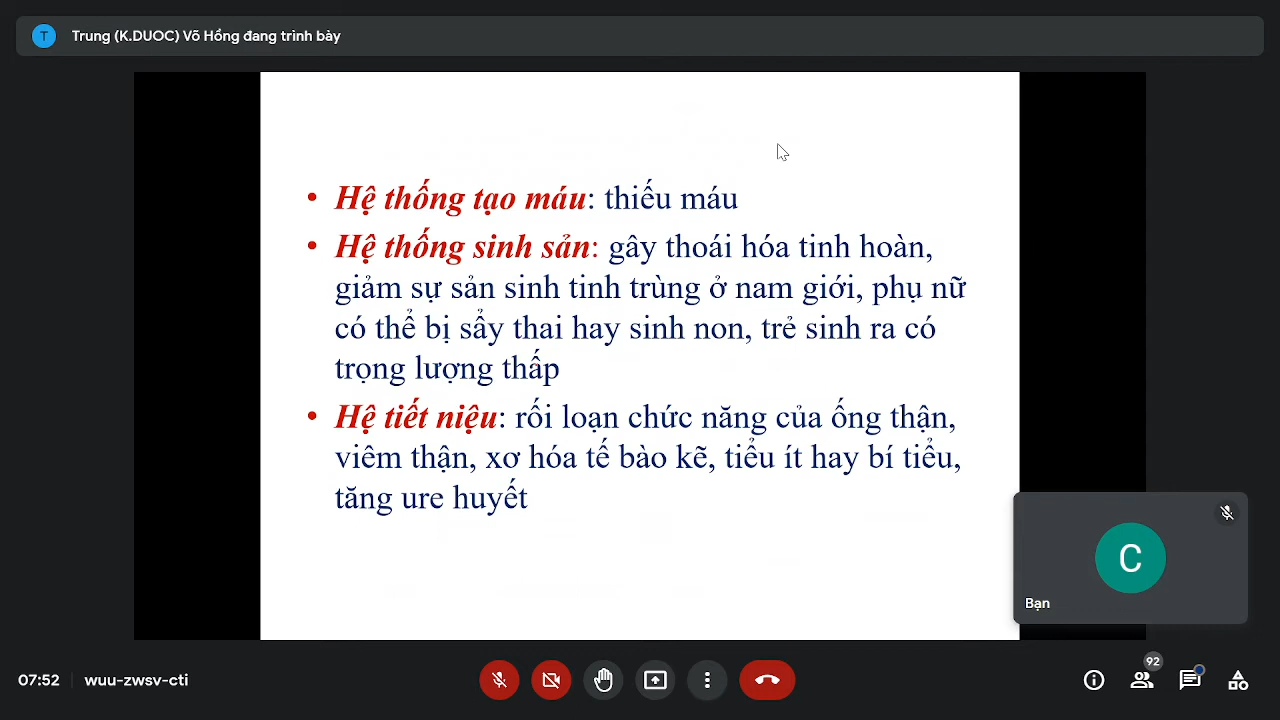 T
Trung (K.DUOC) Võ Hồng đang trình bày
• Hệ thống tạo máu: thiếu máu
• Hệ thống sinh sản: gây thoái hóa tinh hoàn,
giảm sự sản sinh tinh trùng ở nam giới, phụ nữ
có thể bị sẩy thai hay sinh non, trẻ sinh ra có
trọng lượng thấp
• Hệ tiết niệu: rối loạn chức năng của ống thận,
viêm thận, xơ hóa tế bào kẽ, tiểu ít hay bí tiểu,
tăng ure huyết
C
Bạn
07:52 wuu-zwsv-cti
92